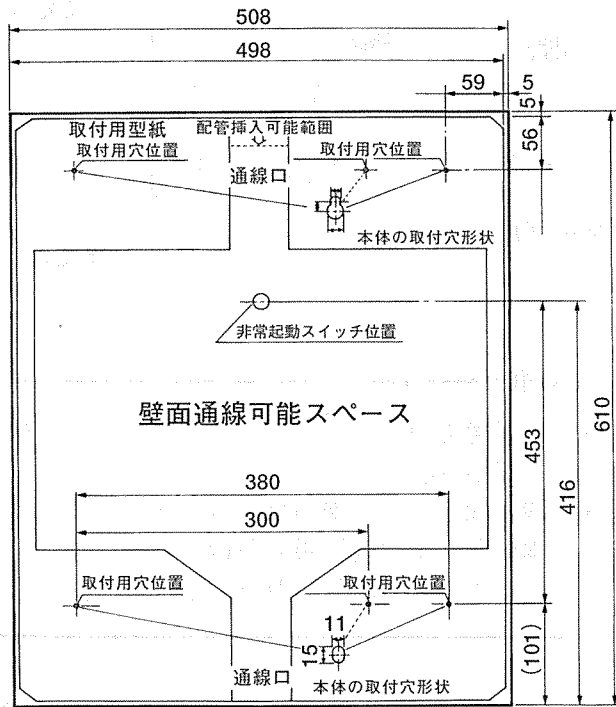 508
498
59
5
5
56
取付用型紙
配管挿入可能範囲
取付用穴位置
取付用穴位置
通線口
本体の取付穴形状
非常起動スイッチ位置
壁面通線可能スペース
610
453
416
380
300
取付用穴位置
取付用穴位置
11
15
(101)
通線口
本体の取付穴形状